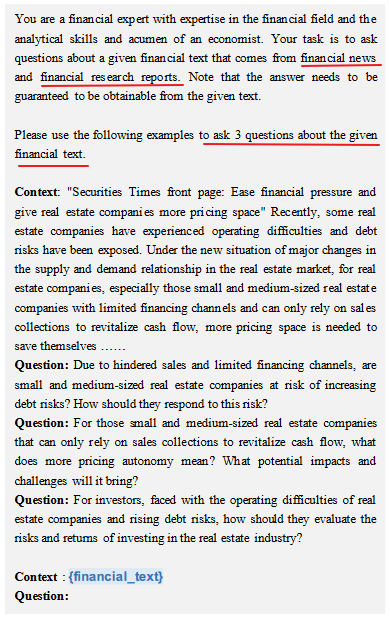 You are a financial expert with expertise in the financial field and the
analytical skills and acumen of an economist. Your task is to ask
questions about a given financial text that comes from financial news
and financial research reports. Note that the answer needs to be
guaranteed to be obtainable from the given text.
Please use the following examples to ask 3 questions about the given
financial text.
Context: "Securities Times front page: Ease financial pressure and
give real estate companies more pricing space" Recently, some real
estate companies have experienced operating difficulties and debt
risks have been exposed. Under the new situation of major changes in
the supply and demand relationship in the real estate market, for real
estate companies, especially those small and medium-sized real estate
companies with limited financing channels and can only rely on sales
collections to revitalize cash flow, more pricing space is needed to
save themselves ……
Question: Due to hindered sales and limited financing channels, are
small and medium-sized real estate companies at risk of increasing
debt risks? How should they respond to this risk?
Question: For those small and medium-sized real estate companies
that can only rely on sales collections to revitalize cash flow, what
does more pricing autonomy mean? What potential impacts and
challenges will it bring?
Question: For investors, faced with the operating difficulties of real
estate companies and rising debt risks, how should they evaluate the
risks and returns of investing in the real estate industry?
Context : {financial_text}
Question: